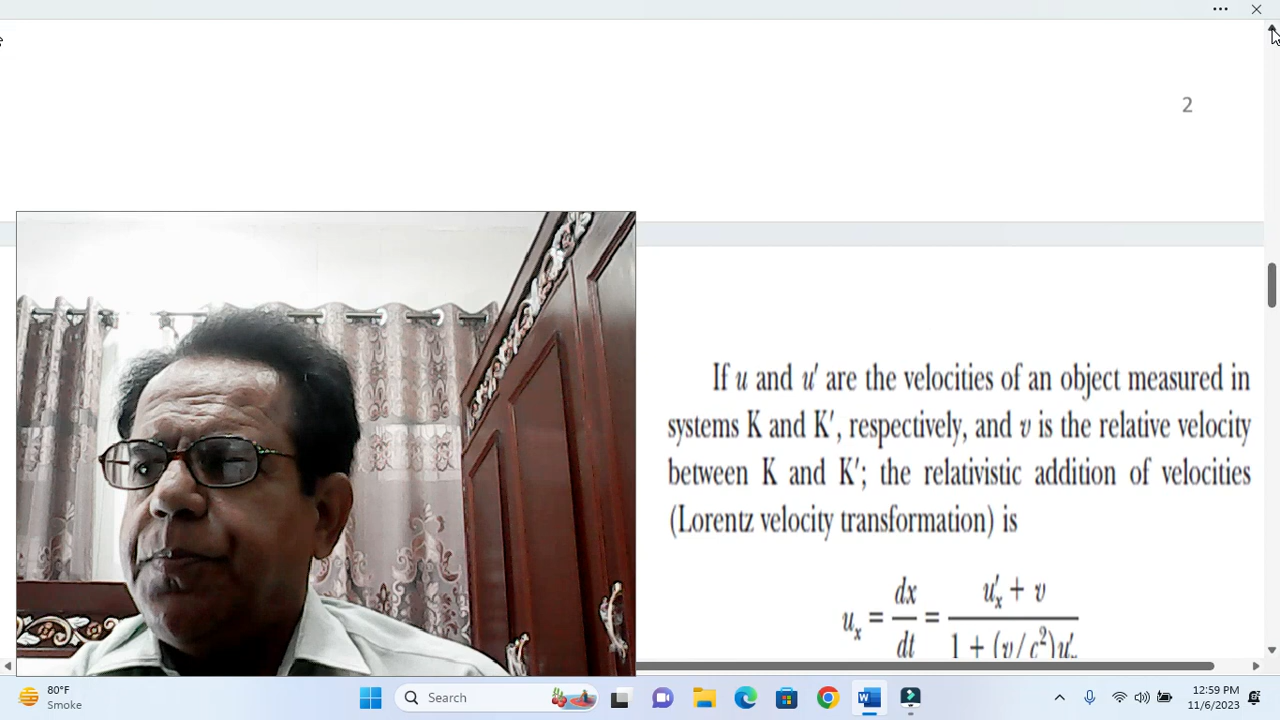 2
If u and u′ are the velocities of an object measured in
systems K and K′, respectively, and v is the relative velocity
between K and K′; the relativistic addition of velocities
(Lorentz velocity transformation) is
u_x = dx/dt = (u′_x + v)/(1 + (v/c²)u′_x)
80°F
Smoke
Search
12:59 PM
11/6/2023